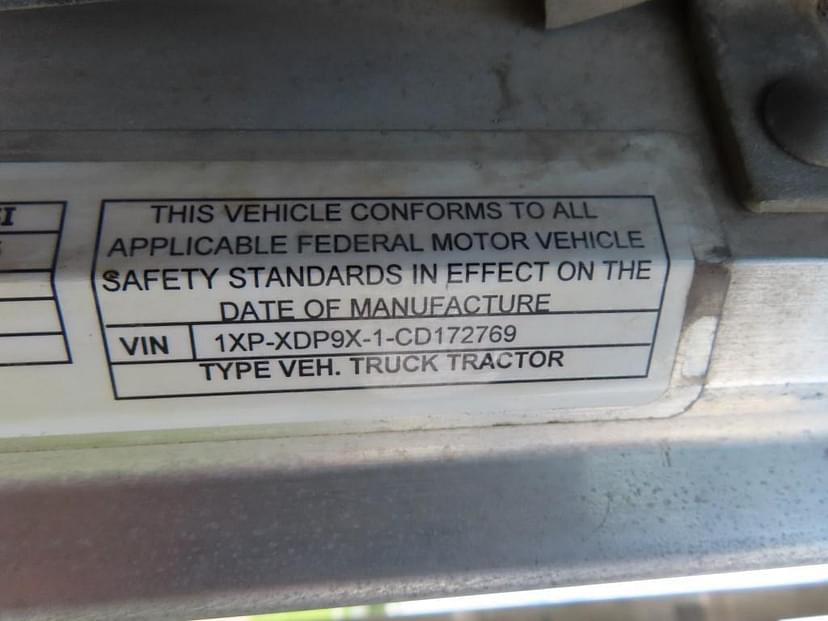 THIS VEHICLE CONFORMS TO ALL
APPLICABLE FEDERAL MOTOR VEHICLE
SAFETY STANDARDS IN EFFECT ON THE
DATE OF MANUFACTURE
VIN 1XP-XDP9X-1-CD172769
TYPE VEH. TRUCK TRACTOR